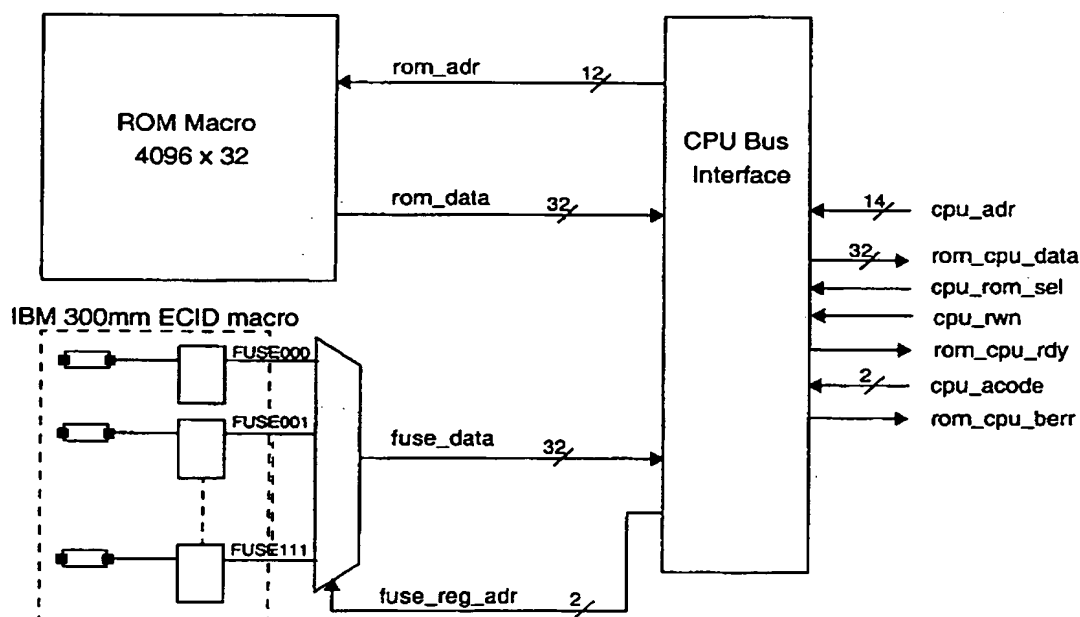 rom_adr
12
ROM Macro
4096 x 32
CPU Bus
Interface
rom_data
32
14
cpu_adr
32
rom_cpu_data
cpu_rom_sel
cpu_rwn
rom_cpu_rdy
2
cpu_acode
rom_cpu_berr
IBM 300mm ECID macro
FUSE000
FUSE001
fuse_data
32
FUSE111
fuse_reg_adr
2